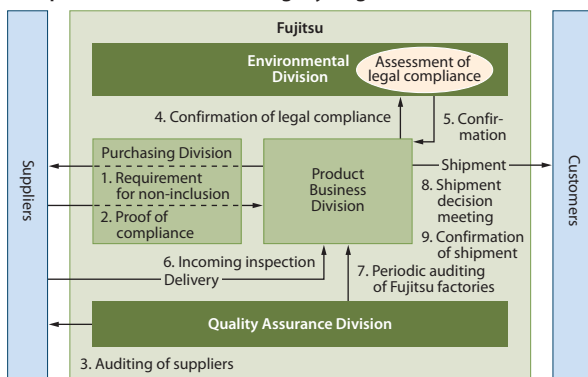 Fujitsu
Environmental
Division
Assessment of
legal compliance
4. Confirmation of legal compliance
5. Confir-
mation
Suppliers
Purchasing Division
1. Requirement
for non-inclusion
2. Proof of
compliance
Product
Business
Division
Shipment
8. Shipment
decision
meeting
9. Confirmation
of shipment
Customers
6. Incoming inspection
Delivery
7. Periodic auditing
of Fujitsu factories
Quality Assurance Division
3. Auditing of suppliers